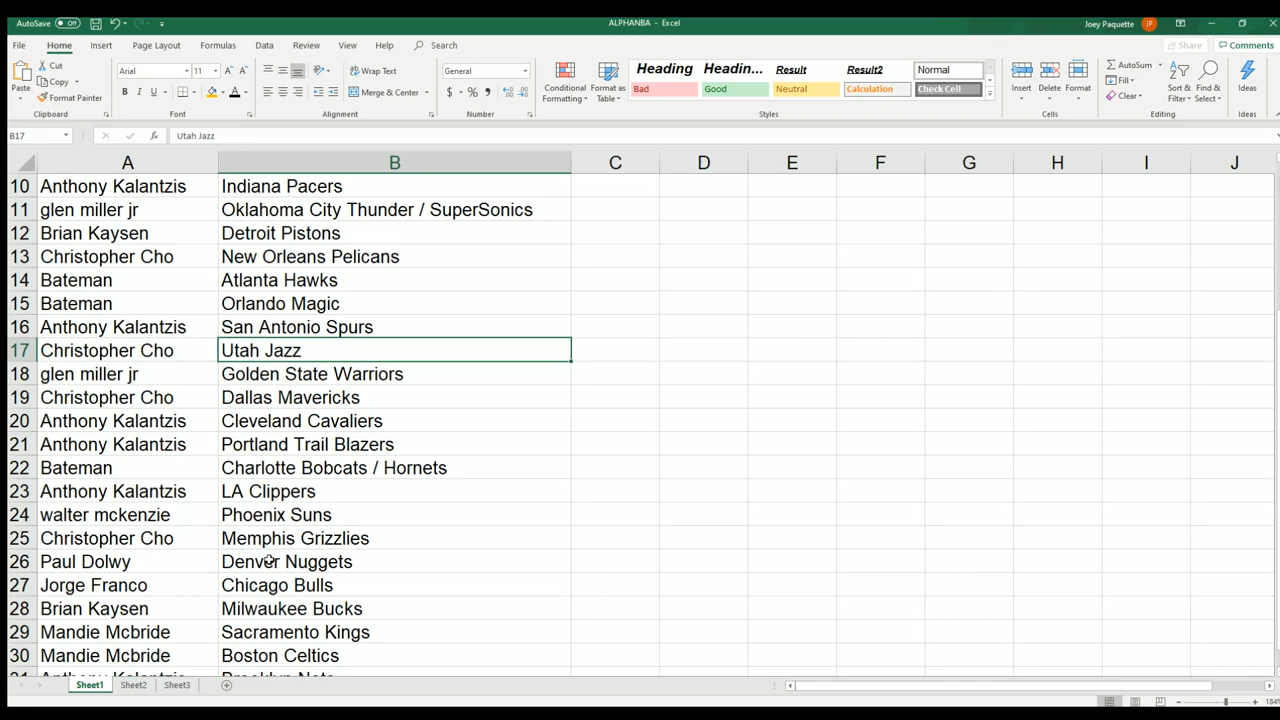 AutoSave Off ALPHANBA - Excel Joey Paquette JP
File Home Insert Page Layout Formulas Data Review View Help Search Share Comments
Paste Cut Copy Format Painter Clipboard
Arial 11 A A B I U A Font
Wrap Text Merge & Center Alignment
General $ % Number
Conditional Formatting Format as Table
Heading Headin... Result Result2 Normal
Bad Good Neutral Calculation Check Cell
Styles
Insert Delete Format Cells
AutoSum Fill Clear Sort & Filter Find & Select Editing
Ideas Ideas
B17 fx Utah Jazz
A B C D E F G H I J
10 Anthony Kalantzis Indiana Pacers
11 glen miller jr Oklahoma City Thunder / SuperSonics
12 Brian Kaysen Detroit Pistons
13 Christopher Cho New Orleans Pelicans
14 Bateman Atlanta Hawks
15 Bateman Orlando Magic
16 Anthony Kalantzis San Antonio Spurs
17 Christopher Cho Utah Jazz
18 glen miller jr Golden State Warriors
19 Christopher Cho Dallas Mavericks
20 Anthony Kalantzis Cleveland Cavaliers
21 Anthony Kalantzis Portland Trail Blazers
22 Bateman Charlotte Bobcats / Hornets
23 Anthony Kalantzis LA Clippers
24 walter mckenzie Phoenix Suns
25 Christopher Cho Memphis Grizzlies
26 Paul Dolwy Denver Nuggets
27 Jorge Franco Chicago Bulls
28 Brian Kaysen Milwaukee Bucks
29 Mandie Mcbride Sacramento Kings
30 Mandie Mcbride Boston Celtics
31 Anthony Kalantzis Brooklyn Nets
Sheet1 Sheet2 Sheet3